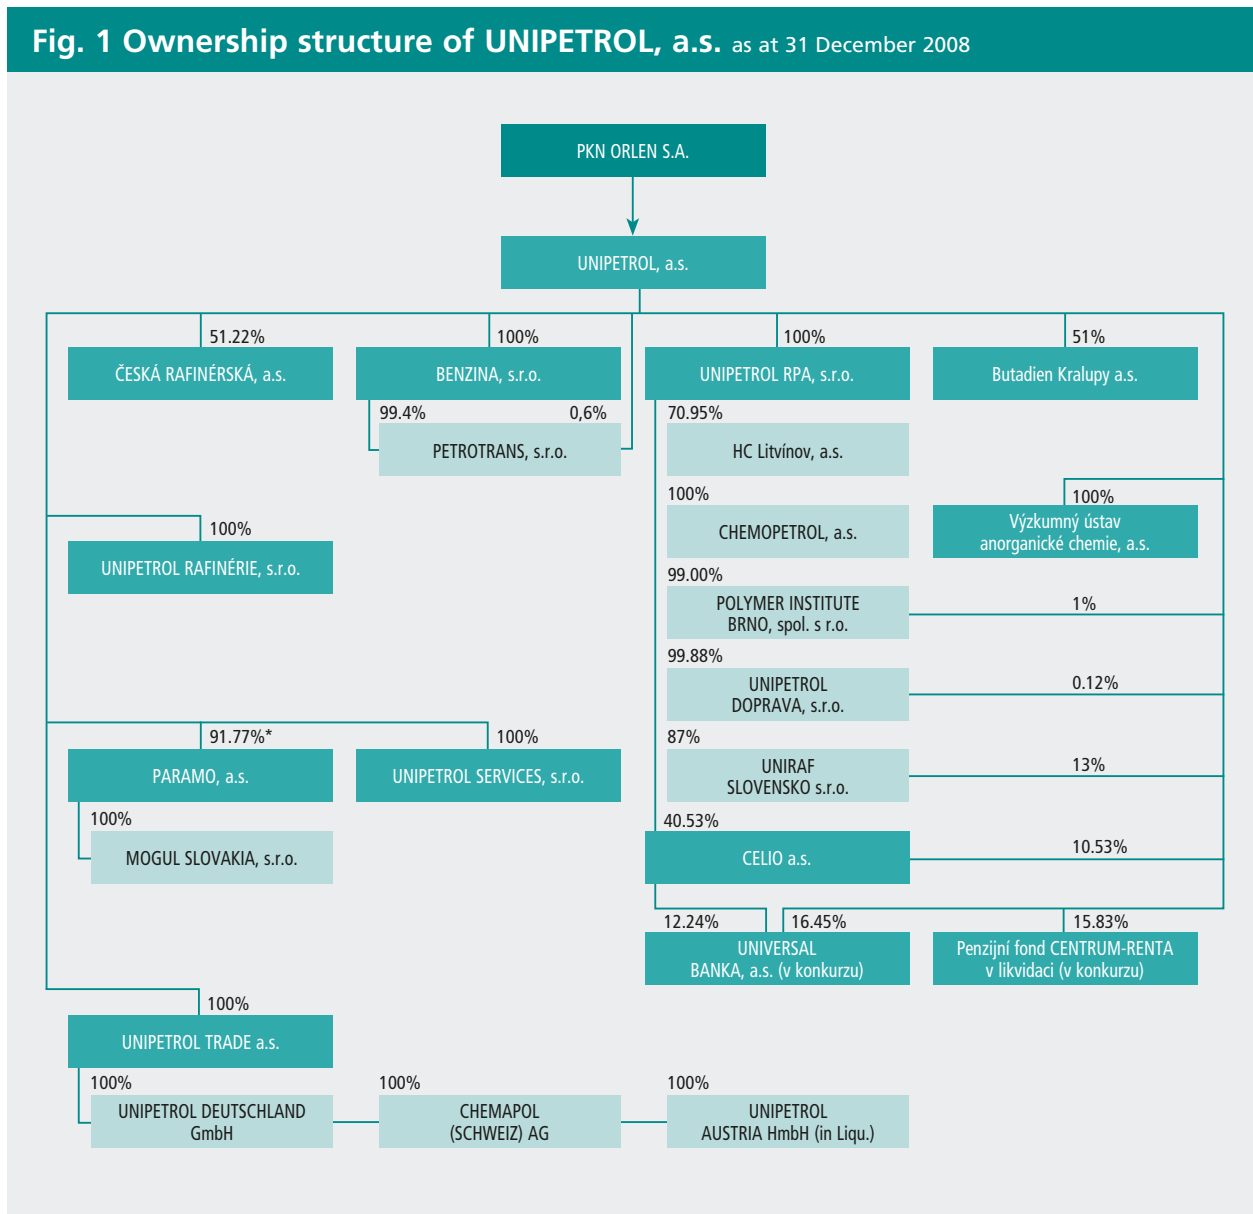 Fig. 1 Ownership structure of UNIPETROL, a.s. as at 31 December 2008
PKN ORLEN S.A.
UNIPETROL, a.s.
51.22%
100%
100%
51%
ČESKÁ RAFINÉRSKÁ, a.s.
BENZINA, s.r.o.
UNIPETROL RPA, s.r.o.
Butadien Kralupy a.s.
99.4%
0,6%
70.95%
PETROTRANS, s.r.o.
HC Litvínov, a.s.
100%
100%
CHEMOPETROL, a.s.
Výzkumný ústav
anorganické chemie, a.s.
100%
UNIPETROL RAFINÉRIE, s.r.o.
99.00%
POLYMER INSTITUTE
BRNO, spol. s r.o.
1%
99.88%
UNIPETROL
DOPRAVA, s.r.o.
0.12%
91.77%*
100%
87%
PARAMO, a.s.
UNIPETROL SERVICES, s.r.o.
UNIRAF
SLOVENSKO s.r.o.
13%
100%
MOGUL SLOVAKIA, s.r.o.
40.53%
CELIO a.s.
10.53%
12.24%
16.45%
15.83%
UNIVERSAL
BANKA, a.s. (v konkurzu)
Penzijní fond CENTRUM-RENTA
v likvidaci (v konkurzu)
100%
UNIPETROL TRADE a.s.
100%
100%
100%
UNIPETROL DEUTSCHLAND
GmbH
CHEMAPOL
(SCHWEIZ) AG
UNIPETROL
AUSTRIA HmbH (in Liqu.)